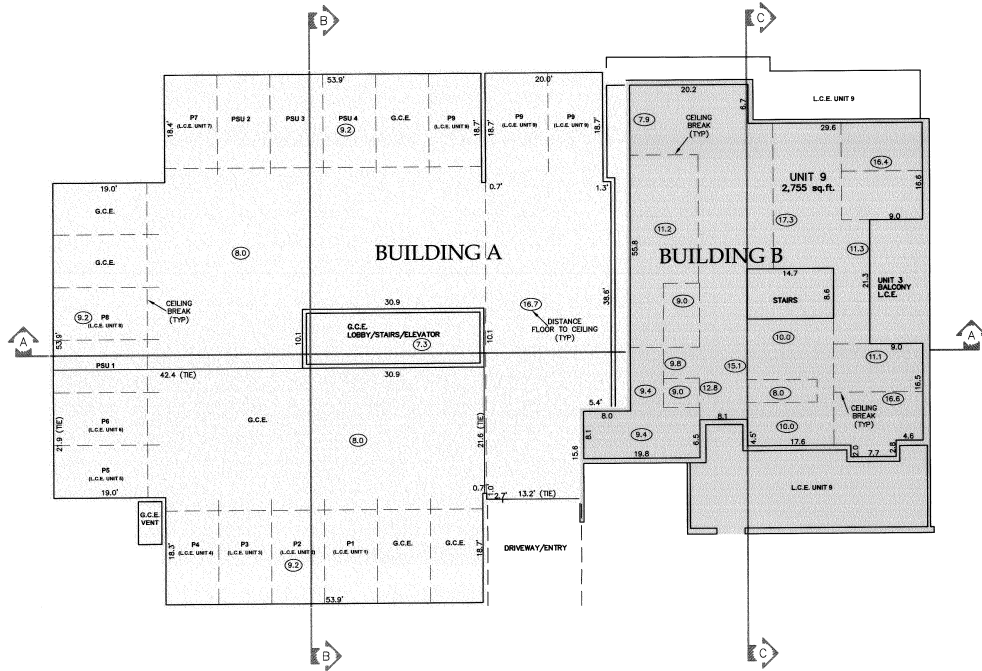 B
C
53.9'
20.0'
P7
(L.C.E. UNIT 7)
PSU 2
PSU 3
PSU 4
G.C.E.
P9
(L.C.E. UNIT 9)
P9
(L.C.E. UNIT 9)
P9
(L.C.E. UNIT 9)
9.2
18.4'
18.7'
18.7'
18.7'
20.2
6.7
L.C.E. UNIT 9
7.9
CEILING
BREAK
(TYP)
29.6
16.4
UNIT 9
2,755 sq.ft.
16.6
19.0'
0.7'
1.3'
G.C.E.
17.3
9.0
11.2
11.3
8.0
BUILDING A
BUILDING B
55.8
G.C.E.
14.7
21.3
UNIT 3
BALCONY
L.C.E.
9.0
STAIRS
8.6
CEILING
BREAK
(TYP)
30.9
16.7
38.6'
9.2
P8
(L.C.E. UNIT 8)
G.C.E.
LOBBY/STAIRS/ELEVATOR
DISTANCE
FLOOR TO CEILING
(TYP)
10.1
7.3
10.1
10.0
53.9'
A
A
9.0
11.1
PSU 1
42.4 (TIE)
30.9
9.8
15.1
16.5
9.4
9.0
12.8
8.0
16.6
5.4'
8.0
CEILING
BREAK
(TYP)
P6
(L.C.E. UNIT 6)
G.C.E.
21.9 (TIE)
21.6 (TIE)
8.0
8.1
9.4
8.1
6.5
4.5'
10.0
17.6
4.6
15.6
19.8
2.0
7.7
2.8
P5
(L.C.E. UNIT 5)
19.0'
0.7'
1.0'
2.7'
13.2' (TIE)
L.C.E. UNIT 9
G.C.E.
VENT
P4
(L.C.E. UNIT 4)
P3
(L.C.E. UNIT 3)
P2
(L.C.E. UNIT 2)
P1
(L.C.E. UNIT 1)
G.C.E.
G.C.E.
18.3'
18.7'
DRIVEWAY/ENTRY
9.2
53.9'
B
C